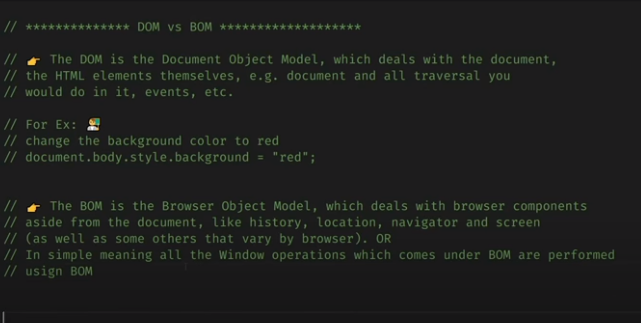 // ************** DOM vs BOM *******************
// 👉 The DOM is the Document Object Model, which deals with the document,
// the HTML elements themselves, e.g. document and all traversal you
// would do in it, events, etc.
// For Ex: 👨‍🏫
// change the background color to red
// document.body.style.background = "red";
// 👉 The BOM is the Browser Object Model, which deals with browser components
// aside from the document, like history, location, navigator and screen
// (as well as some others that vary by browser). OR
// In simple meaning all the Window operations which comes under BOM are performed
// usign BOM